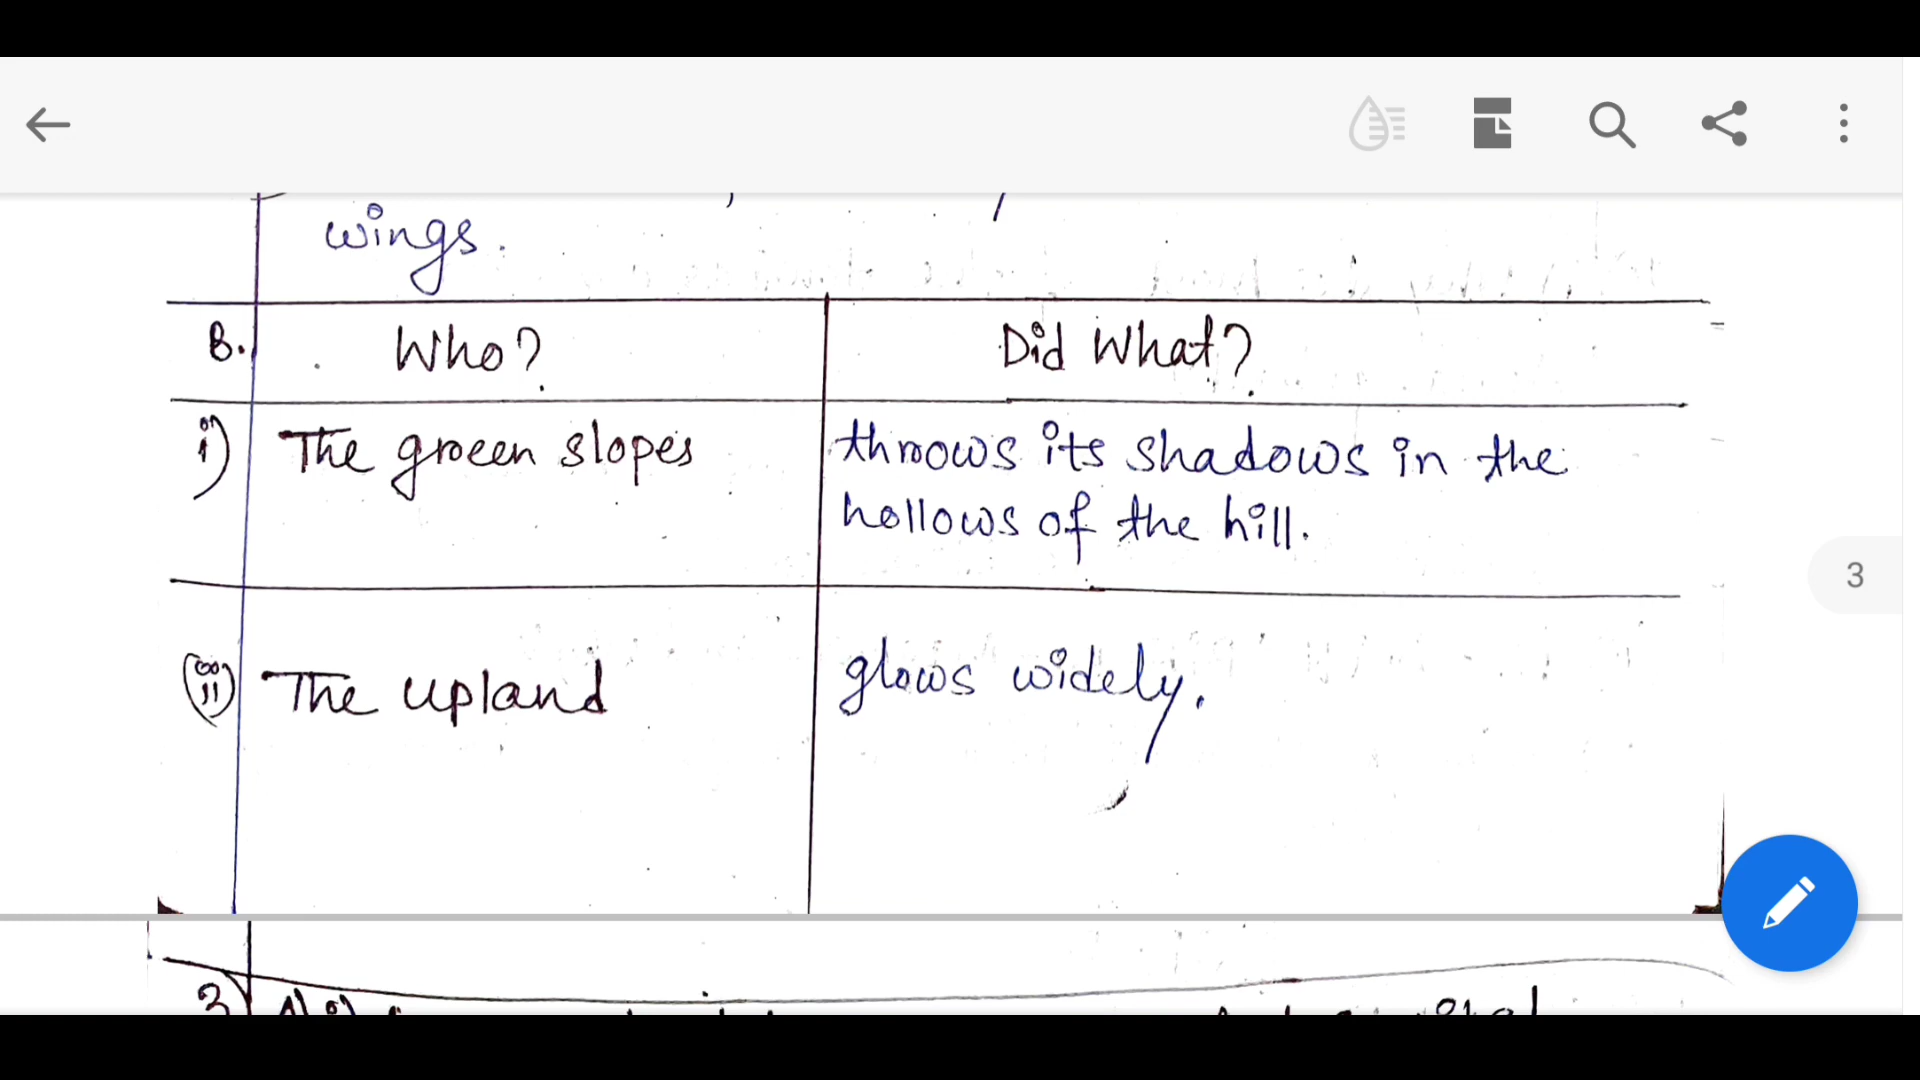 wings.
B. Who? Did What?
i) The green slopes throws its shadows in the
hollows of the hill.
3
ii) The upland glows widely.